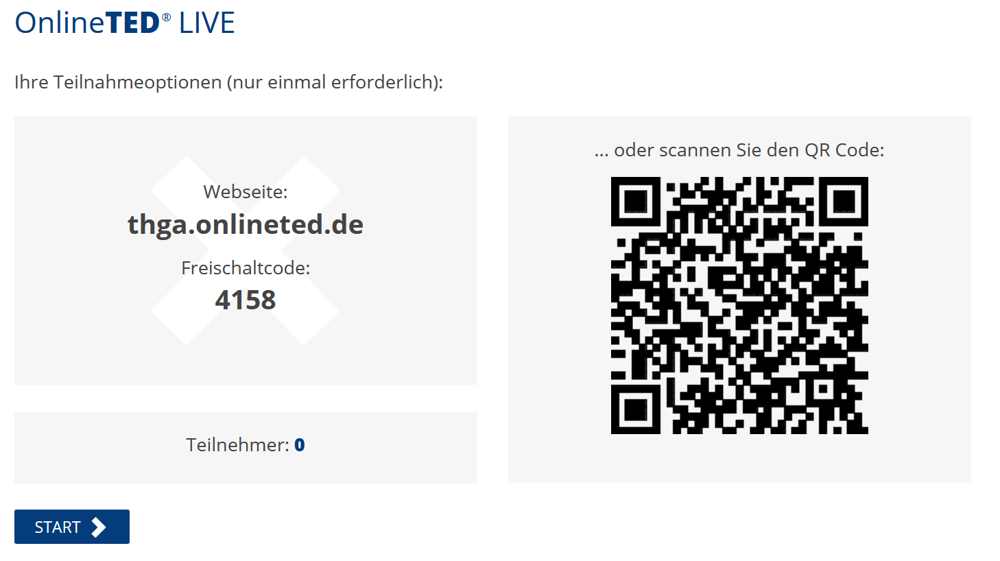 OnlineTED® LIVE
Ihre Teilnahmeoptionen (nur einmal erforderlich):
Webseite:
thga.onlineted.de
Freischaltcode:
4158
Teilnehmer: 0
START
... oder scannen Sie den QR Code: